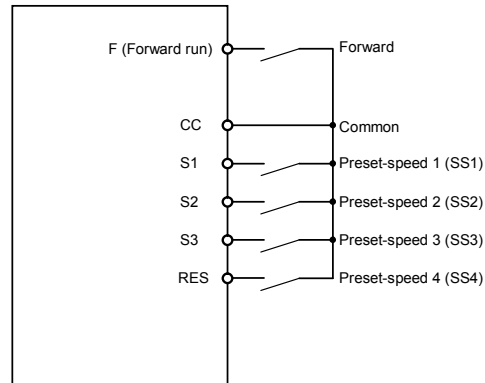 F (Forward run) Forward
CC Common
S1 Preset-speed 1 (SS1)
S2 Preset-speed 2 (SS2)
S3 Preset-speed 3 (SS3)
RES Preset-speed 4 (SS4)